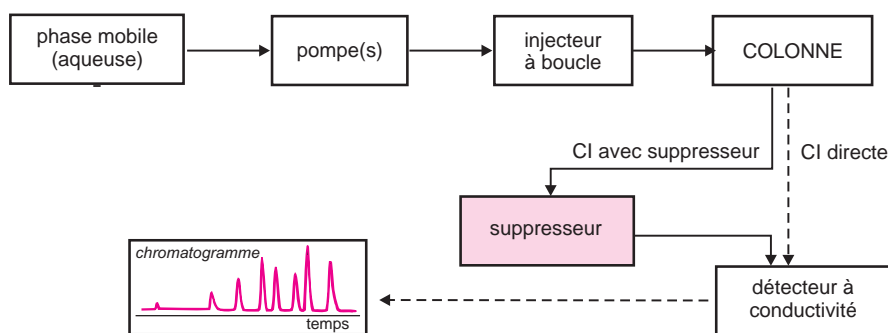 phase mobile
(aqueuse)
pompe(s)
injecteur
à boucle
COLONNE
CI avec suppresseur
CI directe
suppresseur
chromatogramme
temps
détecteur à
conductivité